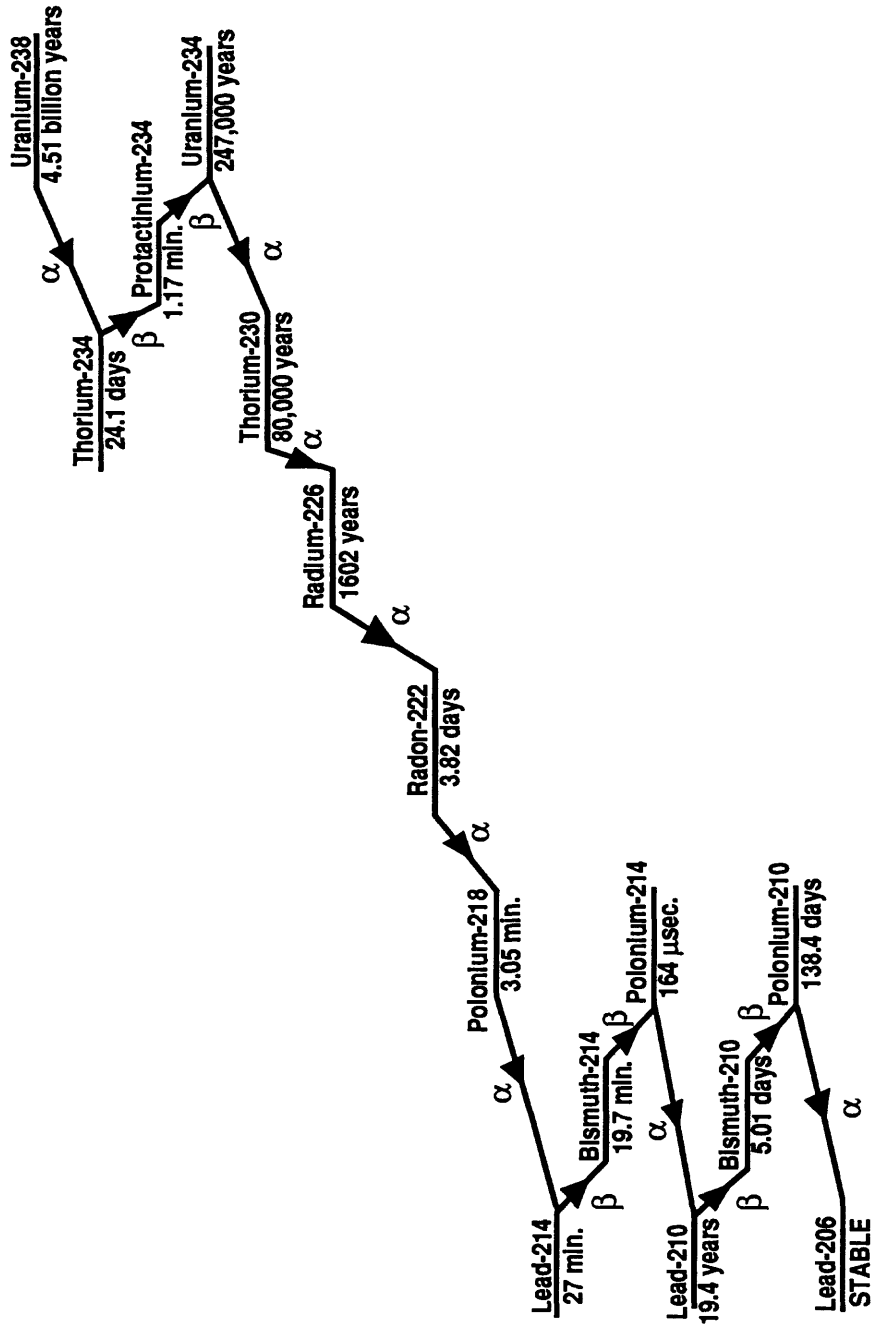 Uranium-238
4.51 billion years
α
Thorium-234
24.1 days
β
Protactinium-234
1.17 min.
β
Uranium-234
247,000 years
α
Thorium-230
80,000 years
α
Radium-226
1602 years
α
Radon-222
3.82 days
α
Polonium-218
3.05 min.
α
Lead-214
27 min.
β
Bismuth-214
19.7 min.
β
Polonium-214
164 μsec.
α
Lead-210
19.4 years
β
Bismuth-210
5.01 days
β
Polonium-210
138.4 days
α
Lead-206
STABLE